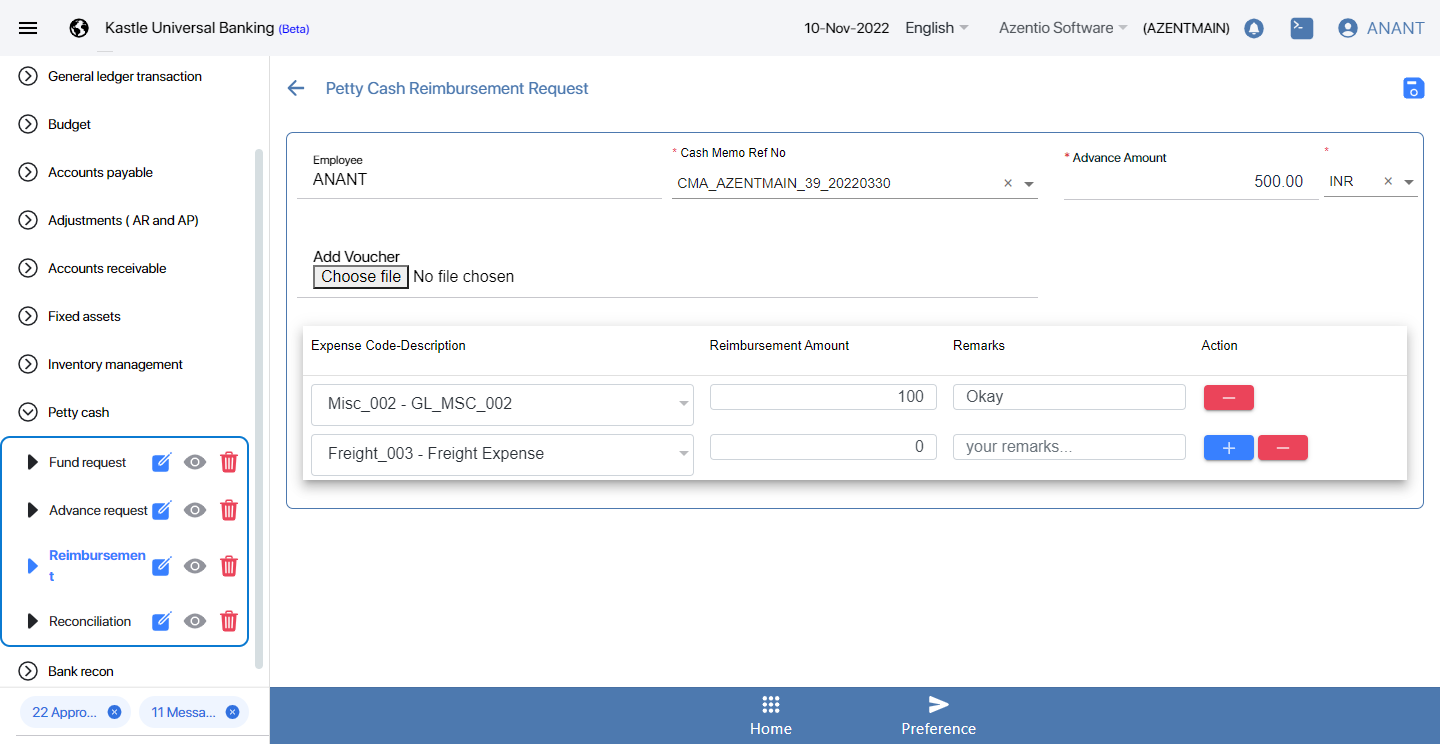 Kastle Universal Banking (Beta)
10-Nov-2022 English Azentio Software (AZENTMAIN) ANANT
General ledger transaction
Budget
Accounts payable
Adjustments ( AR and AP)
Accounts receivable
Fixed assets
Inventory management
Petty cash
Fund request
Advance request
Reimbursemen
t
Reconciliation
Bank recon
22 Appro... 11 Messa...
Petty Cash Reimbursement Request
Employee
ANANT
* Cash Memo Ref No
CMA_AZENTMAIN_39_20220330 ×
* Advance Amount
500.00
*
INR ×
Add Voucher
Choose file No file chosen
Expense Code-Description Reimbursement Amount Remarks Action
Misc_002 - GL_MSC_002 100 Okay
Freight_003 - Freight Expense 0 your remarks...
Home Preference